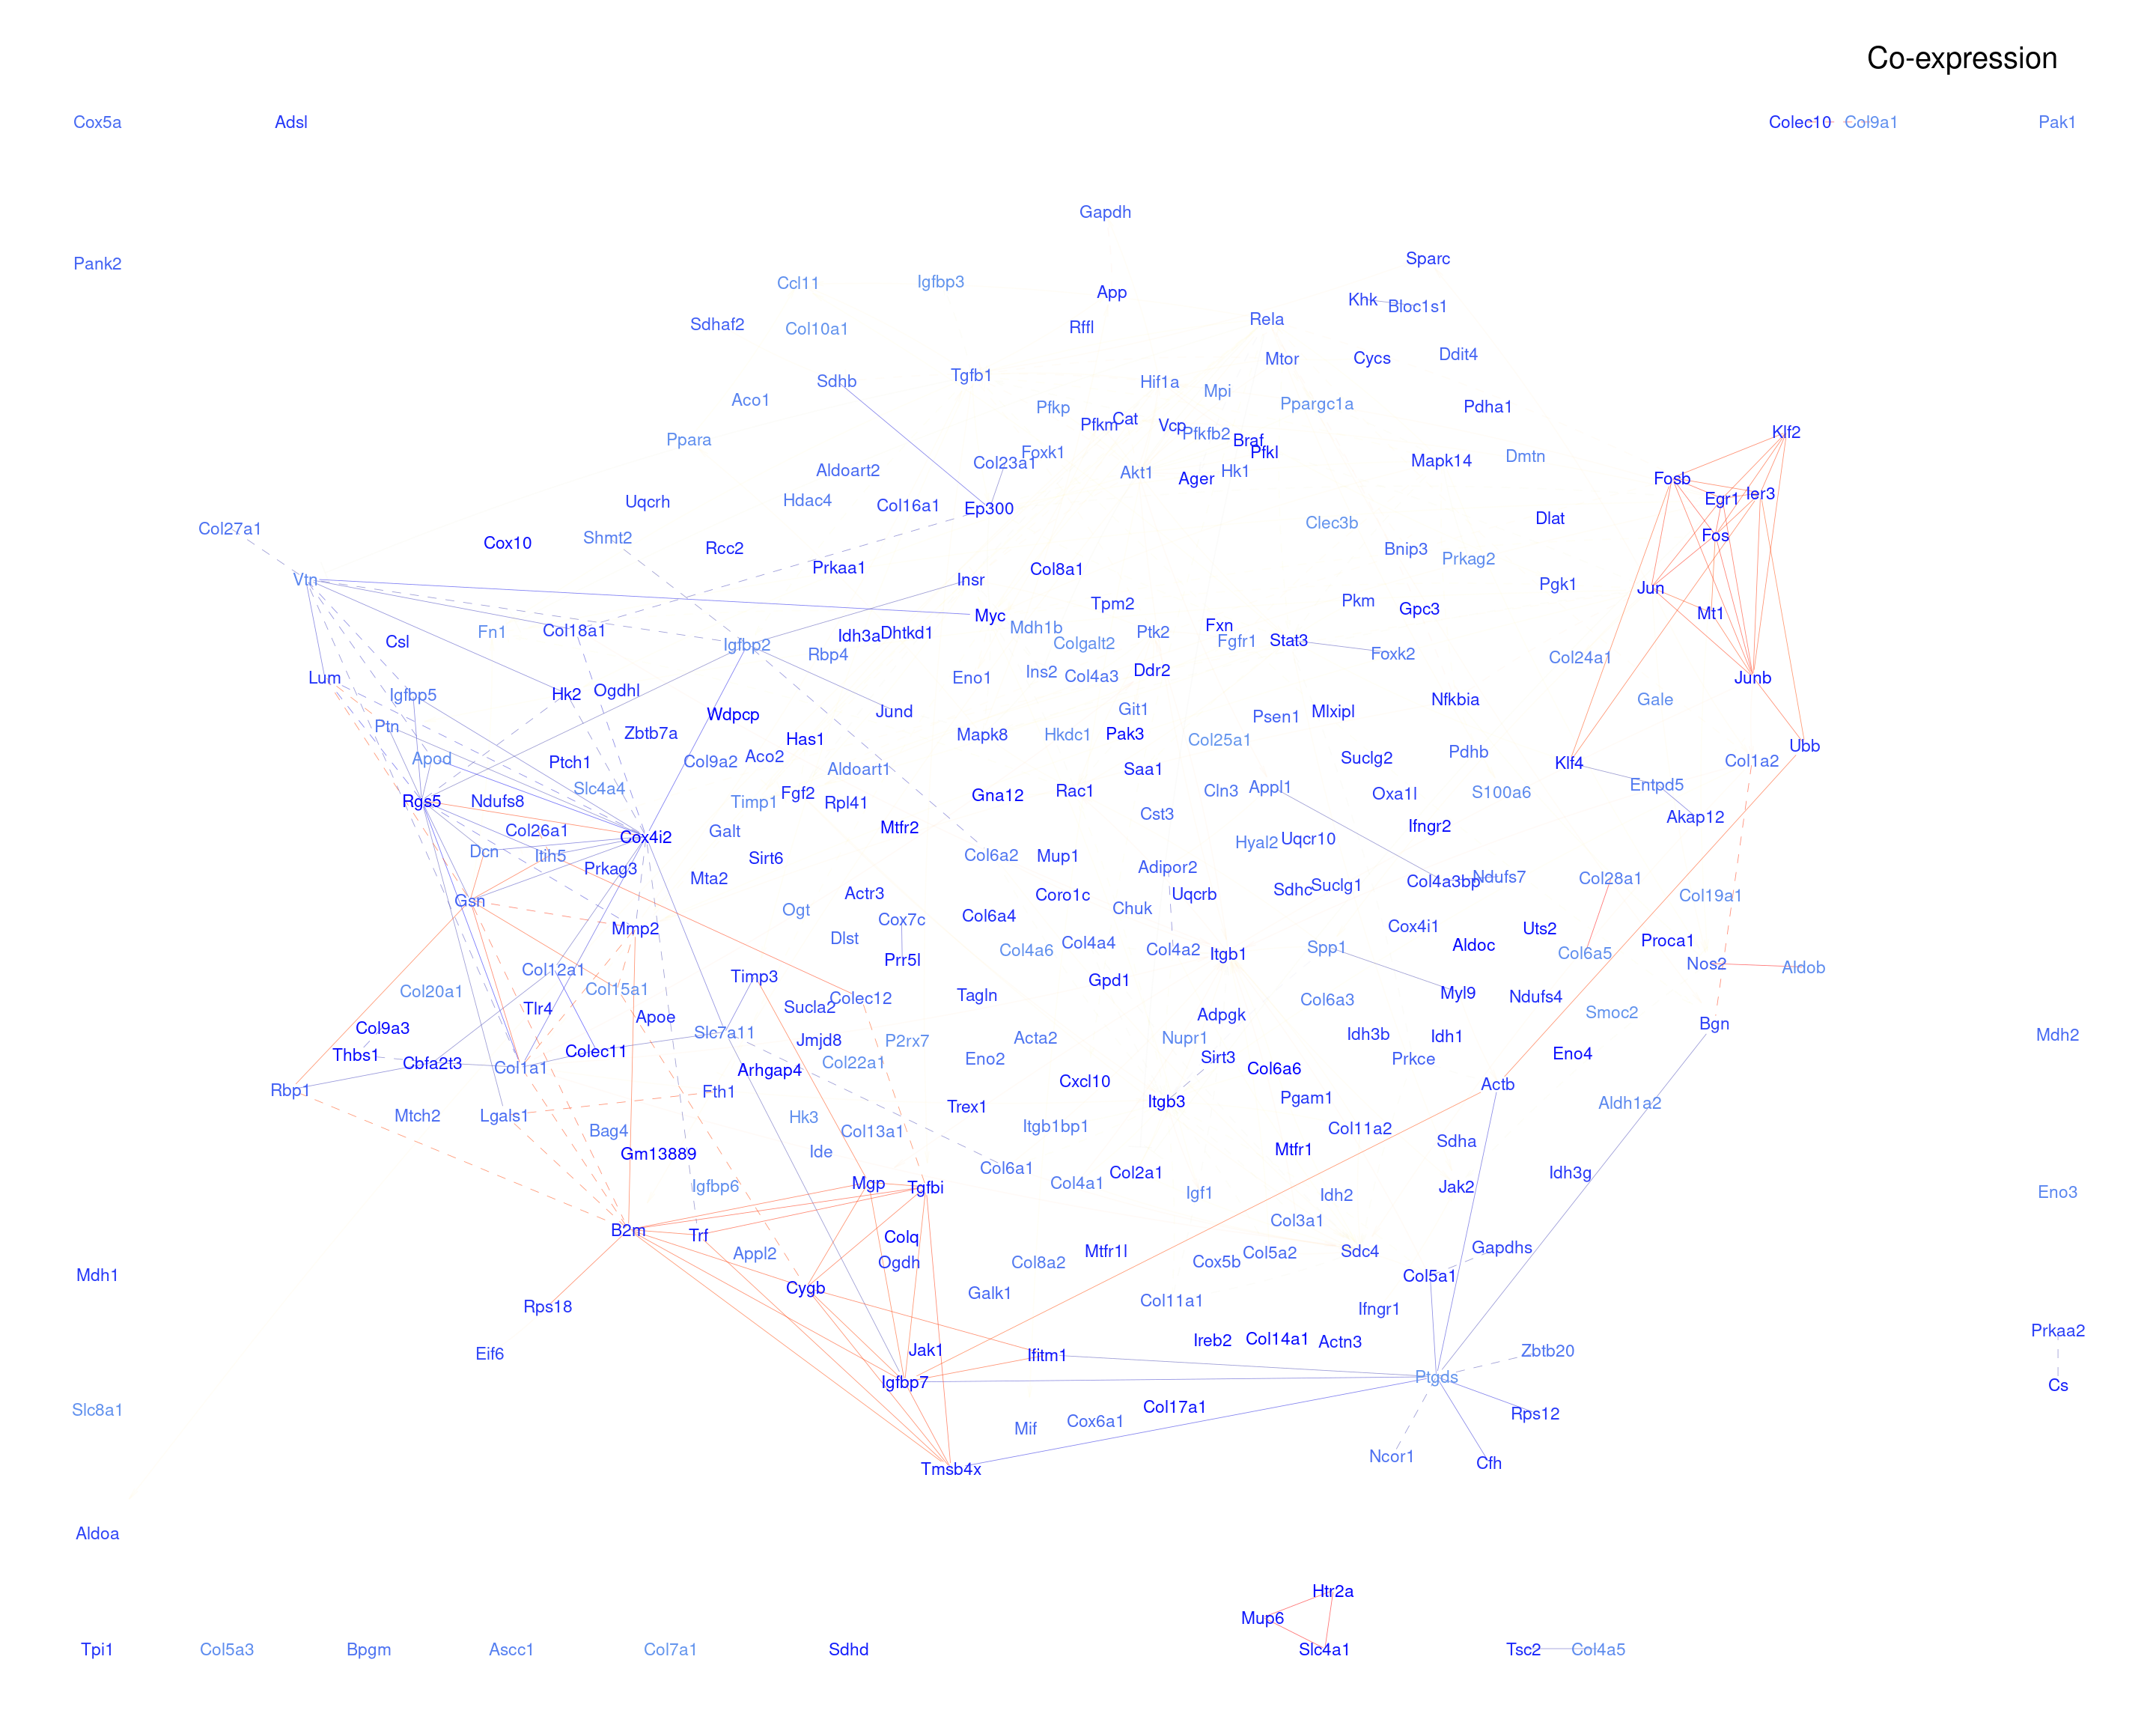 Co-expression
Cox5a Adsl Colec10 Col9a1 Pak1
Gapdh
Sparc
Pank2
Ccl11 Igfbp3
App
Khk Bloc1s1
Sdhaf2 Col10a1 Rffl Rela
Mtor Cycs Ddit4
Sdhb Tgfb1 Hif1a
Aco1 Mpi
Pfkp Ppargc1a Pdha1
Pfkm Cat Vcp Pfkfb2
Ppara Braf Klf2
Foxk1 Pfkl
Col23a1 Mapk14 Dmtn
Aldoart2 Akt1 Ager Hk1 Fosb
Uqcrh Hdac4 Col16a1 Ep300 Egr1 Ier3
Col27a1 Clec3b Dlat
Cox10 Shmt2 Rcc2 Bnip3 Fos
Prkaa1 Col8a1 Prkag2
Vtn Insr Pgk1 Jun
Tpm2 Pkm Gpc3 Mt1
Myc
Csl Fn1 Col18a1 Idh3a Dhtkd1 Mdh1b Ptk2 Fxn
Igfbp2 Rbp4 Colgalt2 Fgfr1 Stat3 Foxk2 Col24a1
Lum Eno1 Ins2 Col4a3 Ddr2 Junb
Igfbp5 Hk2 Ogdhl Nfkbia Gale
Ptn Wdpcp Jund Git1 Psen1 Mlxipl
Zbtb7a Has1 Mapk8 Hkdc1 Pak3 Col25a1 Ubb
Apod Ptch1 Col9a2 Aco2 Aldoart1 Saa1 Suclg2 Pdhb Klf4 Col1a2
Slc4a4 Cln3 Appl1 Entpd5
Rgs5 Ndufs8 Timp1 Fgf2 Rpl41 Gna12 Rac1 Oxa1l S100a6
Col26a1 Cox4i2 Galt Mtfr2 Cst3 Ifngr2 Akap12
Dcn Itih5 Sirt6 Col6a2 Mup1 Hyal2 Uqcr10
Prkag3 Mta2 Adipor2 Col4a3bp Ndufs7 Col28a1
Gsn Actr3 Coro1c Uqcrb Sdhc Suclg1 Col19a1
Mmp2 Ogt Cox7c Col6a4 Chuk Cox4i1 Uts2
Dlst Col4a6 Col4a4 Col4a2 Itgb1 Spp1 Aldoc Col6a5 Proca1
Col12a1 Timp3 Prr5l Nos2 Aldob
Col20a1 Col15a1 Sucla2 Colec12 Tagln Gpd1 Col6a3 Myl9 Ndufs4
Tlr4 Apoe Adpgk Smoc2
Col9a3 Slc7a11 Jmjd8 P2rx7 Acta2 Nupr1 Idh3b Idh1 Bgn Mdh2
Thbs1 Cbfa2t3 Col1a1 Colec11 Arhgap4 Col22a1 Eno2 Sirt3 Col6a6 Prkce Eno4
Rbp1 Fth1 Cxcl10 Actb
Mtch2 Lgals1 Hk3 Trex1 Itgb3 Pgam1 Aldh1a2
Bag4 Col13a1 Itgb1bp1 Col11a2
Gm13889 Ide Mtfr1 Sdha
Igfbp6 Mgp Tgfbi Col6a1 Col4a1 Col2a1 Igf1 Idh2 Jak2 Idh3g Eno3
B2m Trf Colq Col3a1
Appl2 Ogdh Col8a2 Mtfr1l Cox5b Col5a2 Sdc4 Gapdhs
Mdh1 Cygb Galk1 Col5a1
Rps18 Col11a1 Ifngr1
Eif6 Jak1 Ifitm1 Ireb2 Col14a1 Actn3 Zbtb20 Prkaa2
Igfbp7 Ptgds Cs
Slc8a1 Mif Cox6a1 Col17a1 Rps12
Tmsb4x Ncor1 Cfh
Aldoa
Htr2a
Mup6
Tpi1 Col5a3 Bpgm Ascc1 Col7a1 Sdhd Slc4a1 Tsc2 Col4a5